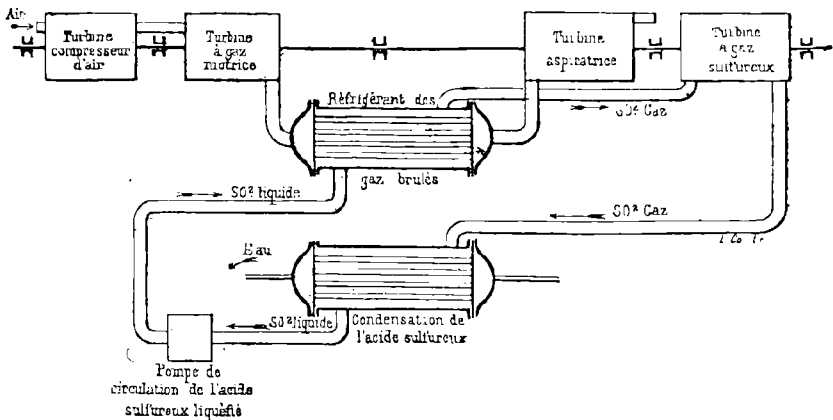 Air
Turbine
compresseur
d'air
Turbine
à gaz
motrice
Turbine
aspiratrice
Turbine
à gaz
sulfureux
Réfrigérant des
gaz brulés
SO² Gaz
SO² liquide
SO² Gaz
Eau
SO² liquide
Condensation de
l'acide sulfureux
Pompe de
circulation de l'acide
sulfureux liquéfié